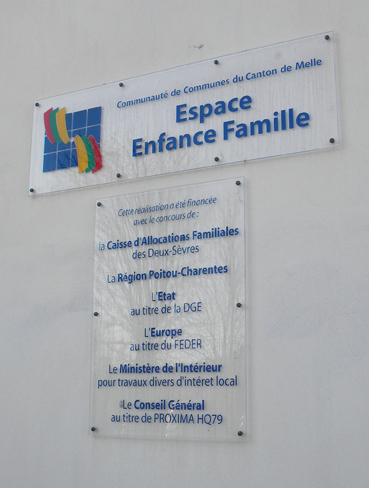 Communauté de Communes du Canton de Melle
Espace
Enfance Famille
Cette réalisation a été financée
avec le concours de :
la Caisse d'Allocations Familiales
des Deux-Sèvres
La Région Poitou-Charentes
L'Etat
au titre de la DGE
L'Europe
au titre du FEDER
Le Ministère de l'Intérieur
pour travaux divers d'intéret local
Le Conseil Général
au titre de PROXIMA HQ79